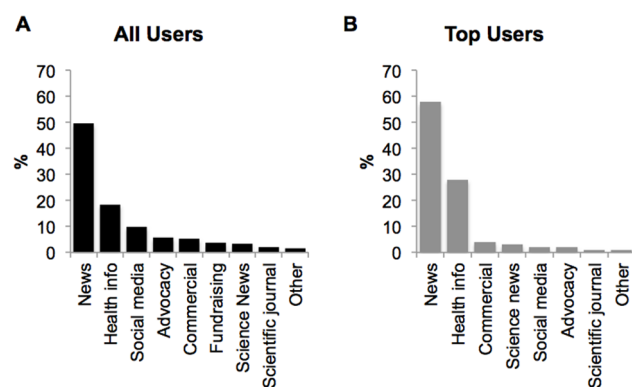 A
All Users
70
60
50
40
30
20
10
0
%
News
Health info
Social media
Advocacy
Commercial
Fundraising
Science News
Scientific journal
Other
B
Top Users
70
60
50
40
30
20
10
0
%
News
Health info
Commercial
Science news
Social media
Advocacy
Scientific journal
Other